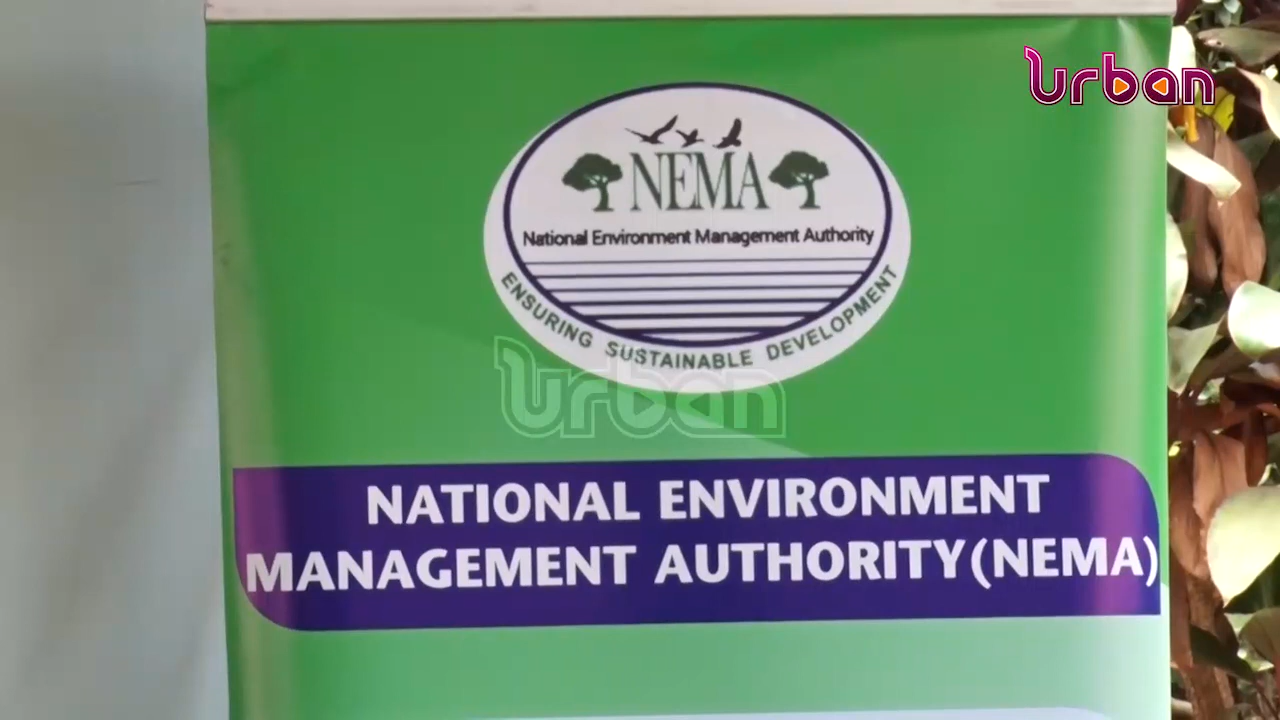 urban
NEMA
National Environment Management Authority
ENSURING SUSTAINABLE DEVELOPMENT
urban
NATIONAL ENVIRONMENT
MANAGEMENT AUTHORITY(NEMA)